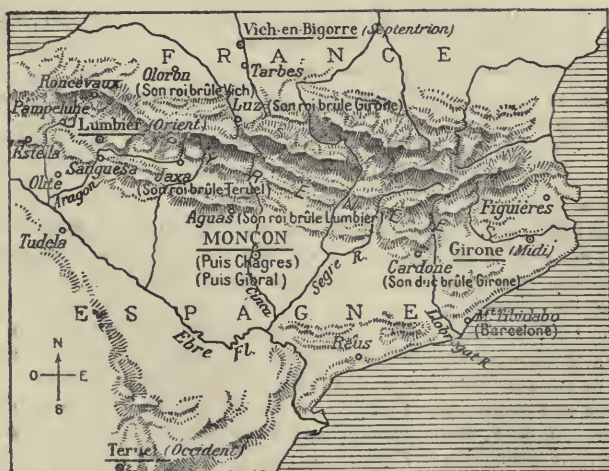 Vich-en-Bigorre (Septentrion)
FRANCE
Tarbes
Oloron
(Son roi brûle Vich)
Roncevaux
Pampelune
Luz (Son roi brûle Girone)
Lumbier (Orient)
Estella
Sanguesa
Jaxa
(Son roi brûle Teruel)
PYRENEES
Olite
Aragon
Aguas (Son roi brûle Lumbier)
Figuières
Tudela
MONÇON
(Puis Chagres)
(Puis Gibral)
Cinca
Segre R.
Girone (Midi)
Cardone
(Son duc brûle Girone)
ESPAGNE
Mt Tibidabo
(Barcelone)
Llobregat R.
Ebre Fl.
Reus
N
O E
S
Teruel (Occident)